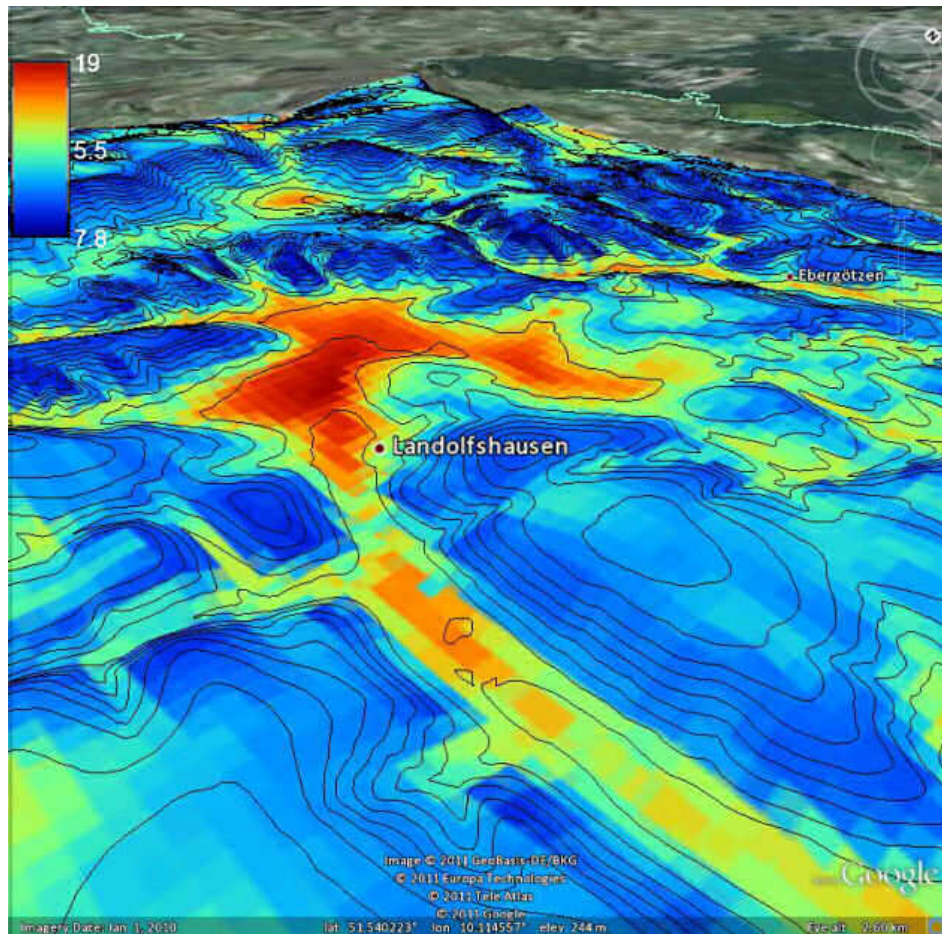 19
5.5
7.8
Ebergötzen
Landolfshausen
Image © 2011 GeoBasis-DE/BKG
© 2011 Europa Technologies
© 2011 Tele Atlas
© 2011 Google
Google
Imagery Date: Jan 1, 2010 lat 51.540223° lon 10.114557° elev 244 m Eye alt 2.60 km